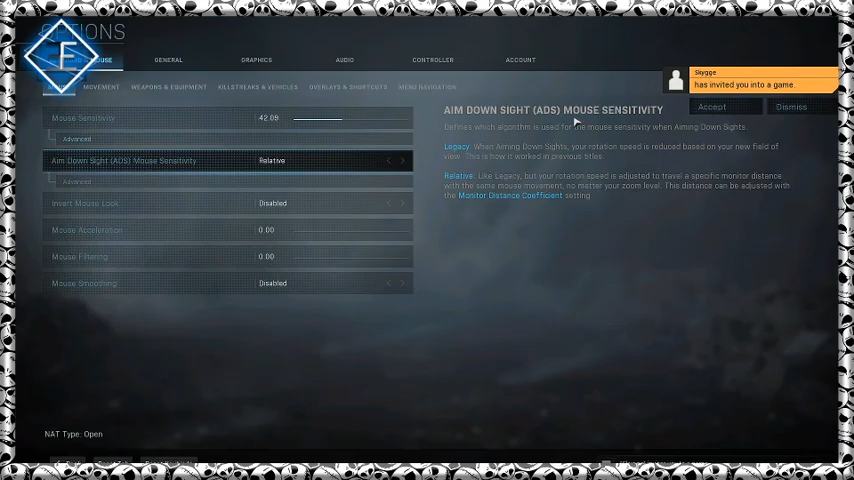 OPTIONS
GENERAL
GRAPHICS
AUDIO
CONTROLLER
ACCOUNT
MOVEMENT
WEAPONS & EQUIPMENT
KILLSTREAKS & VEHICLES
OVERLAYS & SHORTCUTS
MENU NAVIGATION
Skygge
has invited you into a game.
Accept
Dismiss
Mouse Sensitivity
42.09
Advanced
Aim Down Sight (ADS) Mouse Sensitivity
Relative
Advanced
Invert Mouse Look
Disabled
Mouse Acceleration
0.00
Mouse Filtering
0.00
Mouse Smoothing
Disabled
AIM DOWN SIGHT (ADS) MOUSE SENSITIVITY
Defines which algorithm is used for the mouse sensitivity when Aiming Down Sights.
Legacy: When Aiming Down Sights, your rotation speed is reduced based on your new field of
view. This is how it worked in previous titles.
Relative: Like Legacy, but your rotation speed is adjusted to travel a specific monitor distance
with the same mouse movement, no matter your zoom level. This distance can be adjusted with
the Monitor Distance Coefficient setting
NAT Type: Open